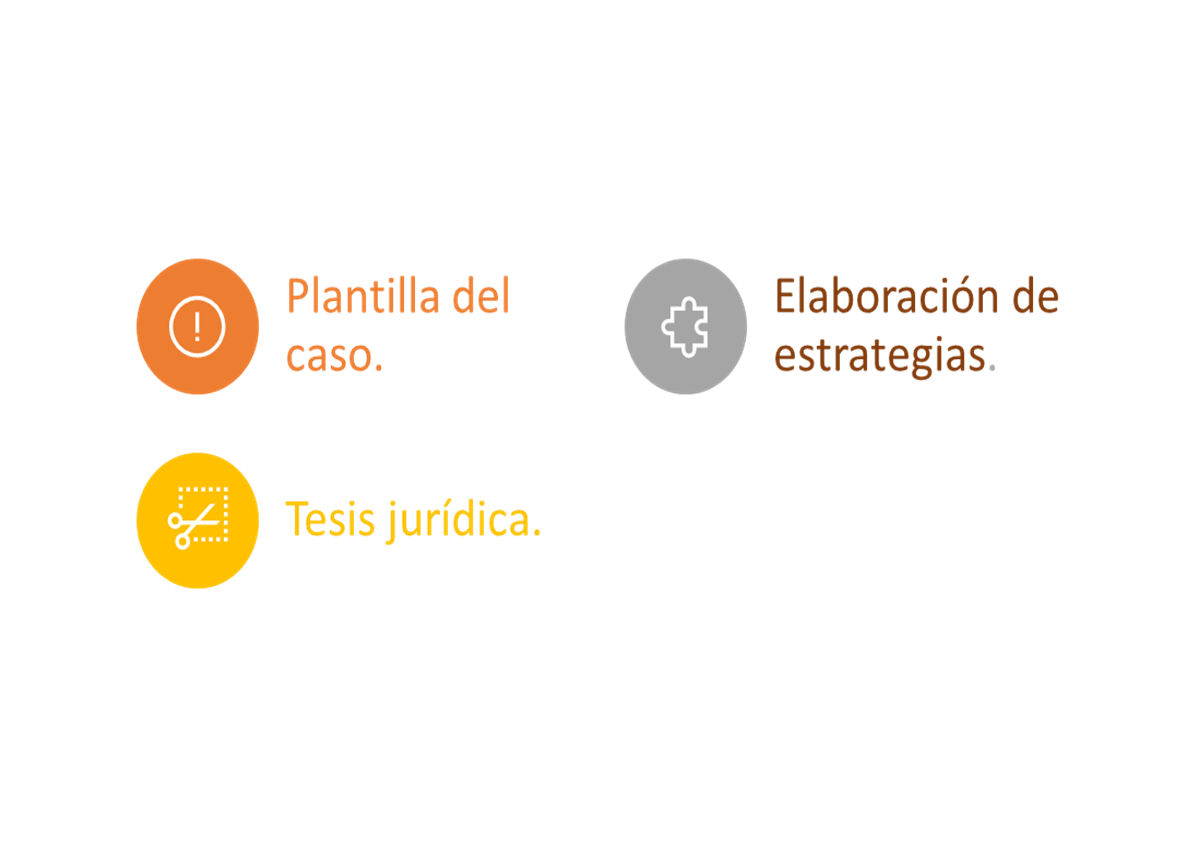 Plantilla del
caso.
Elaboración de
estrategias.
Tesis jurídica.